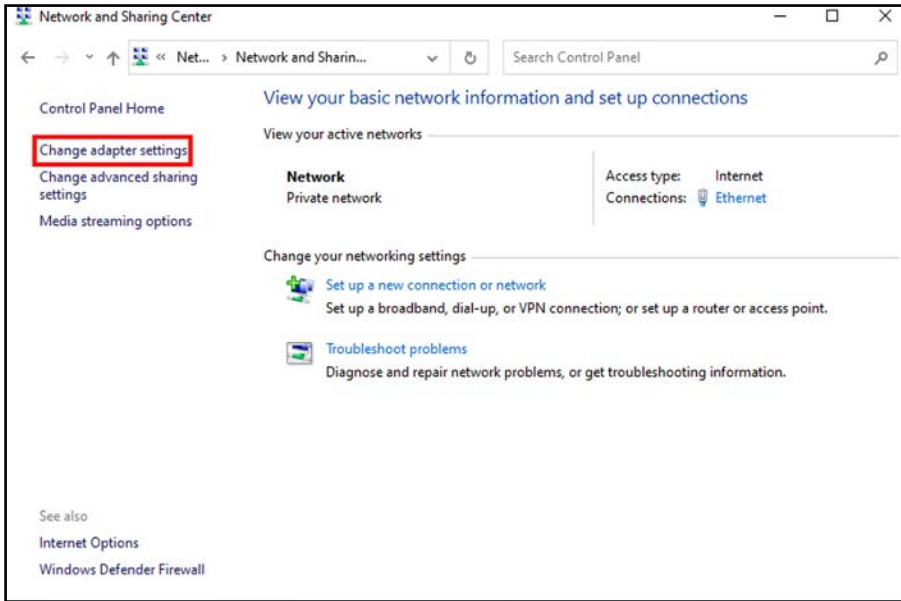 Network and Sharing Center
« Net... › Network and Sharin...
Search Control Panel
Control Panel Home
Change adapter settings
Change advanced sharing
settings
Media streaming options
View your basic network information and set up connections
View your active networks
Network
Private network
Access type: Internet
Connections: Ethernet
Change your networking settings
Set up a new connection or network
Set up a broadband, dial-up, or VPN connection; or set up a router or access point.
Troubleshoot problems
Diagnose and repair network problems, or get troubleshooting information.
See also
Internet Options
Windows Defender Firewall